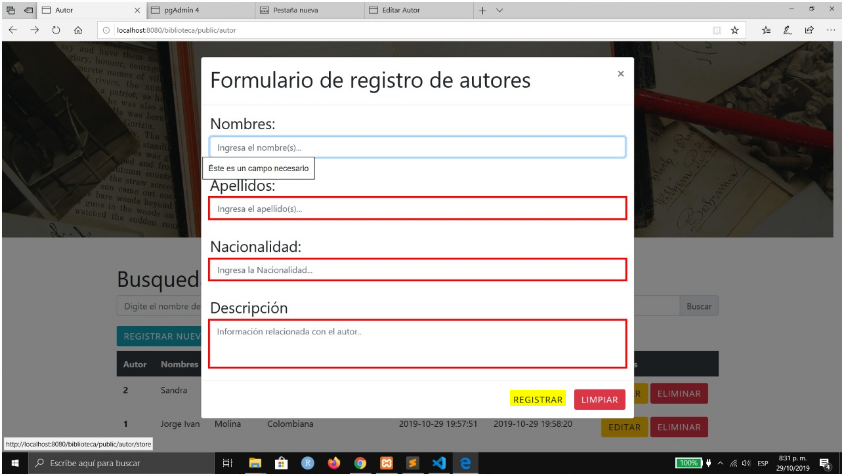 Autor
pgAdmin 4
Pestaña nueva
Editar Autor
localhost:8080/biblioteca/public/autor
Formulario de registro de autores
×
Nombres:
Ingresa el nombre(s)...
Éste es un campo necesario
Apellidos:
Ingresa el apellido(s)...
Nacionalidad:
Ingresa la Nacionalidad...
Descripción
Información relacionada con el autor..
REGISTRAR LIMPIAR
Busqued
Digite el nombre de
Buscar
REGISTRAR NUEV
Autor Nombres
2 Sandra
R ELIMINAR
1 Jorge Ivan Molina Colombiana 2019-10-29 19:57:51 2019-10-29 19:58:20 EDITAR ELIMINAR
http://localhost:8080/biblioteca/public/autor/store
Escribe aquí para buscar
100%
ESP
8:31 p. m.
29/10/2019